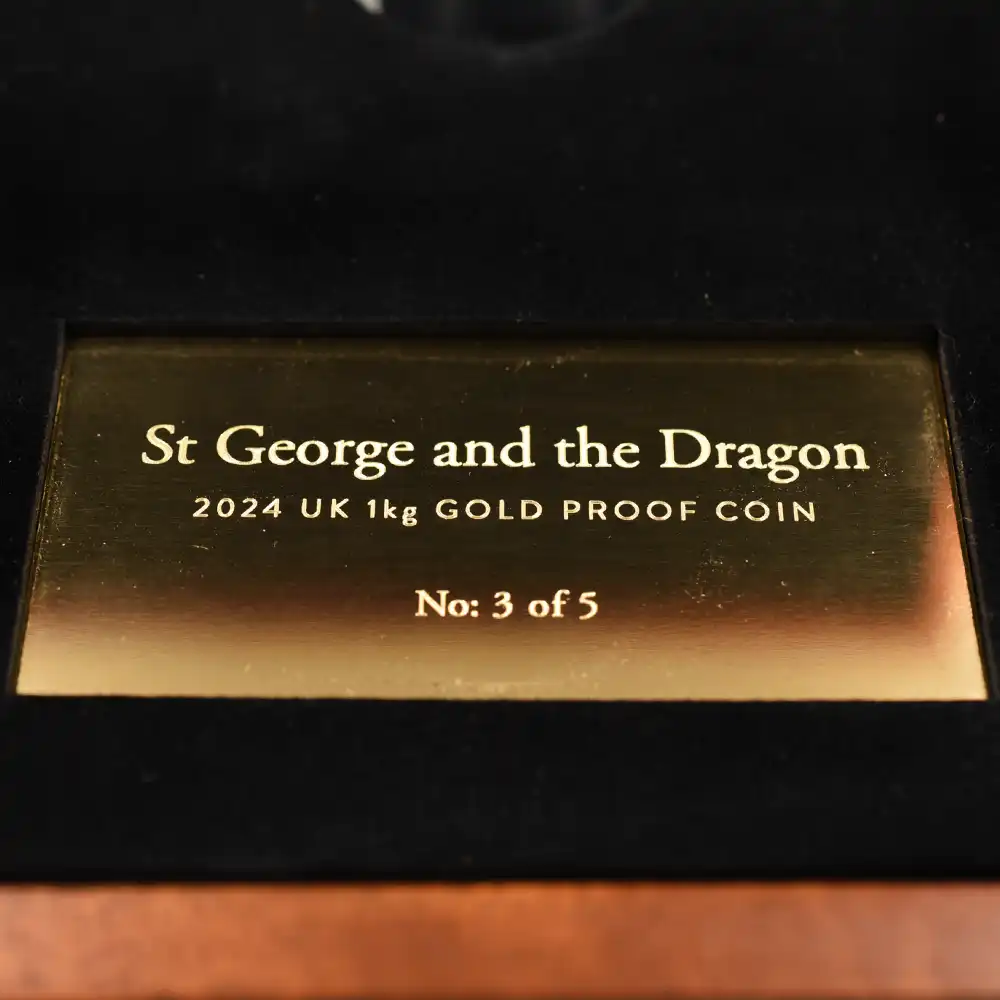 St George and the Dragon
2024 UK 1kg GOLD PROOF COIN
No: 3 of 5